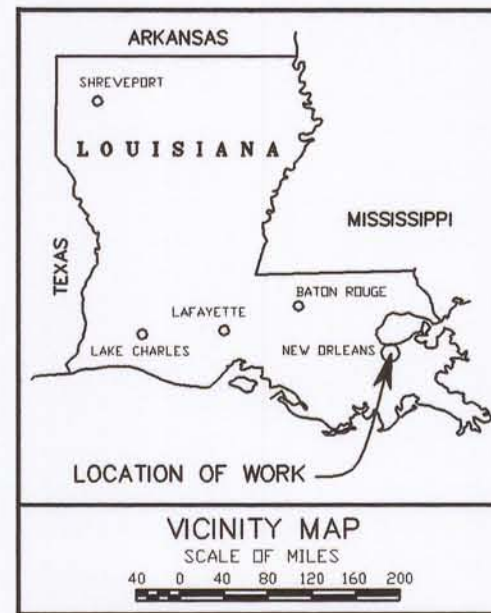 ARKANSAS
SHREVEPORT
LOUISIANA
MISSISSIPPI
TEXAS
BATON ROUGE
LAFAYETTE
LAKE CHARLES
NEW ORLEANS
LOCATION OF WORK
VICINITY MAP
SCALE OF MILES
40 0 40 80 120 160 200